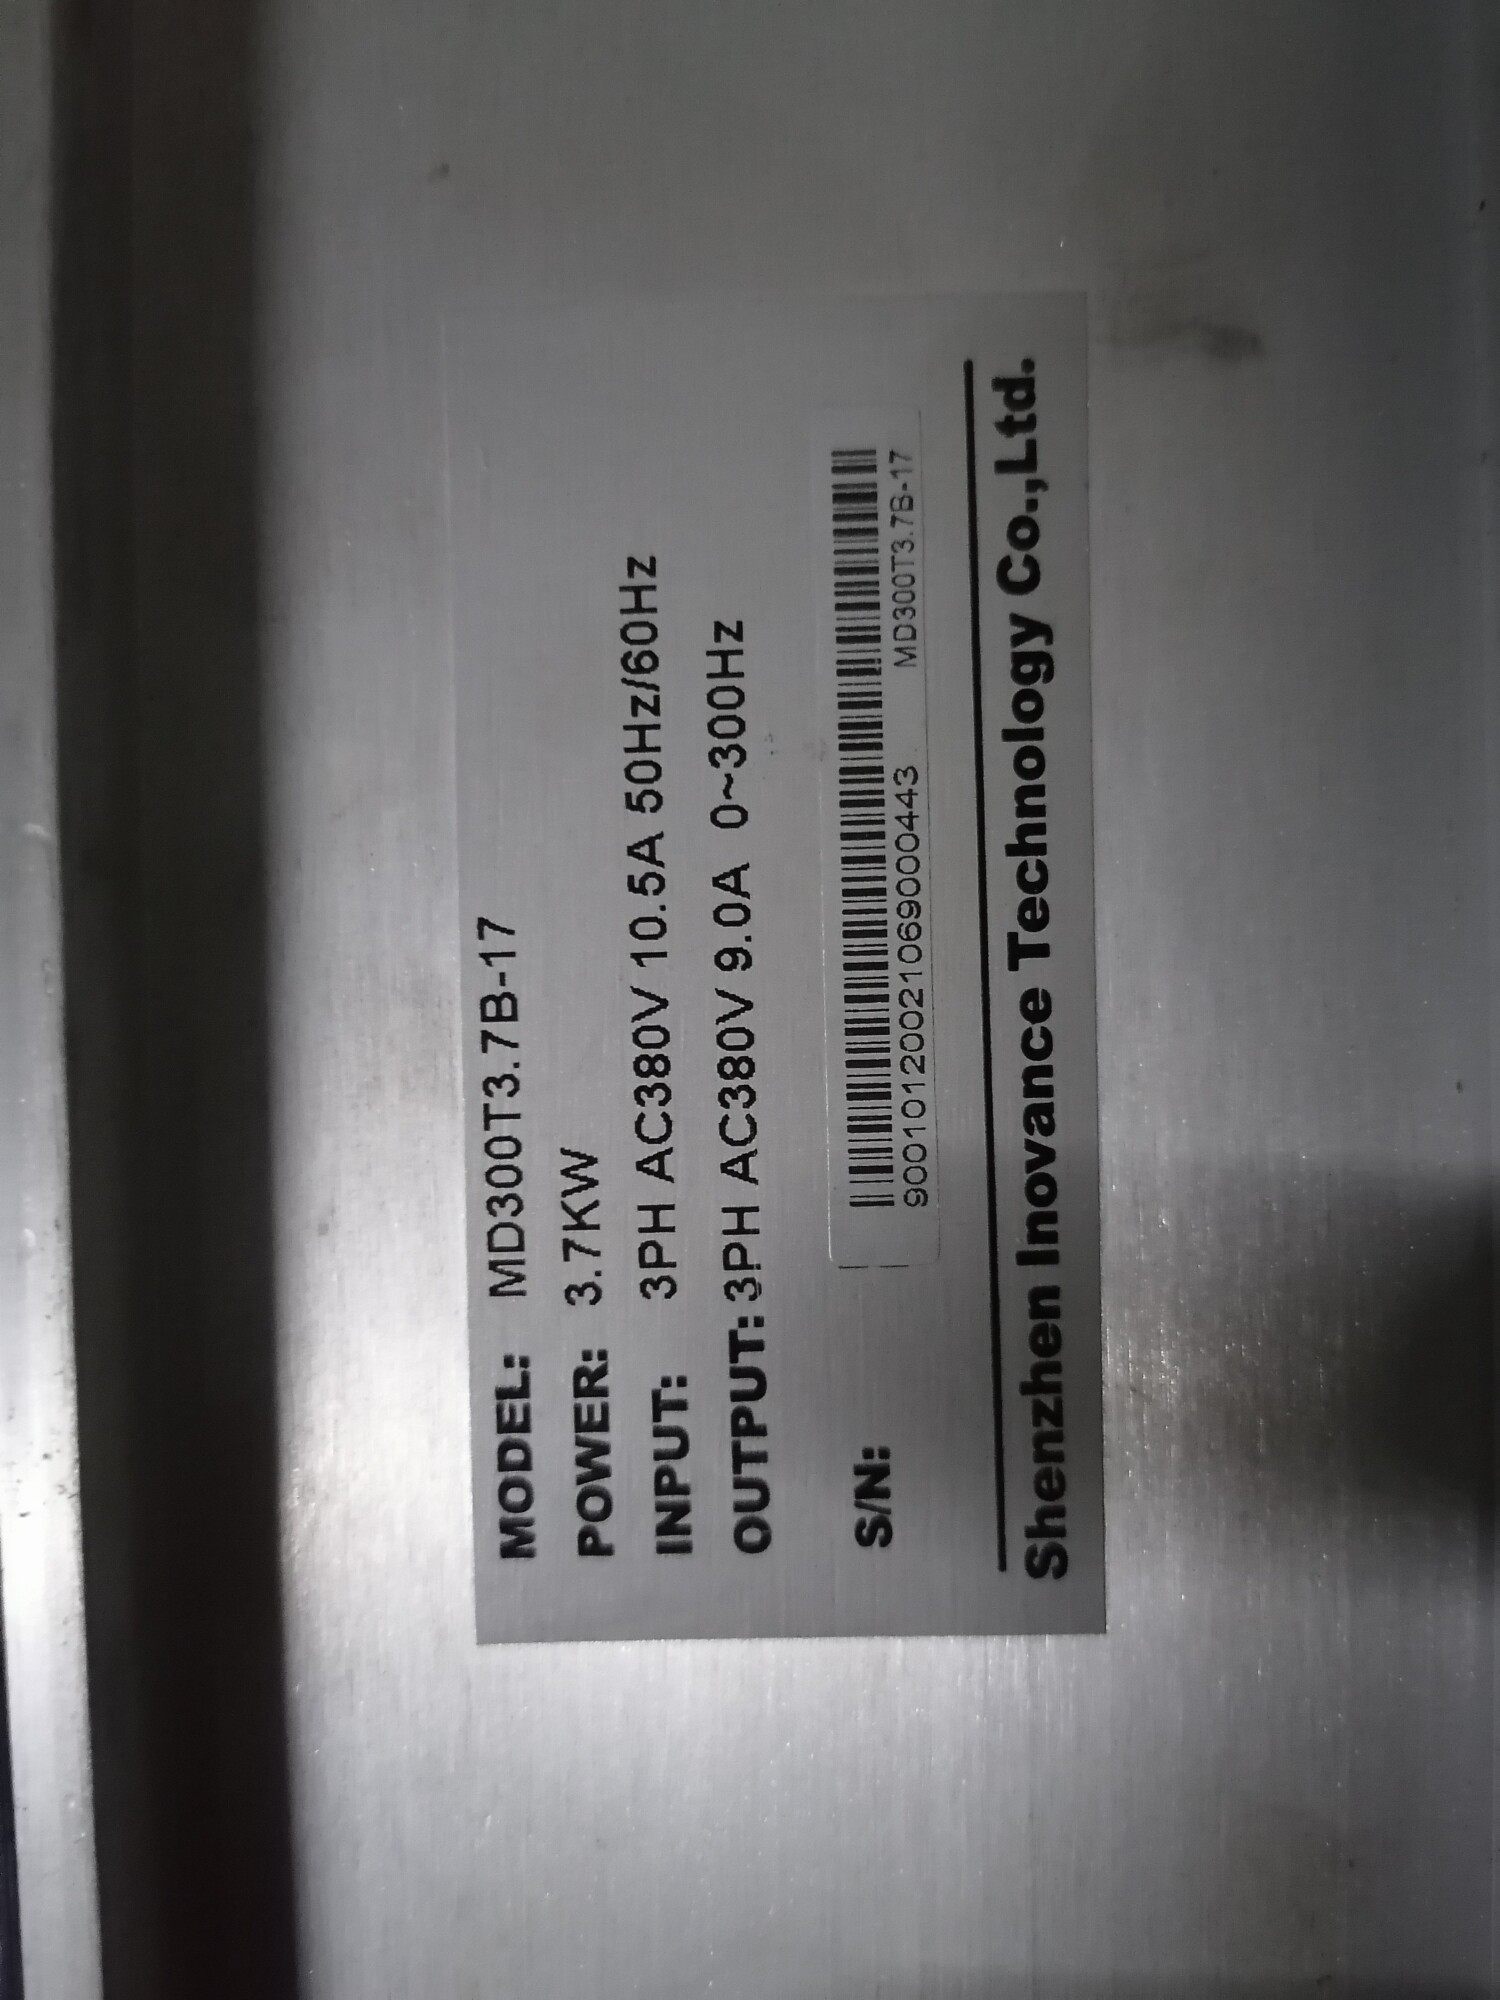 MODEL: MD300T3.7B-17
POWER: 3.7KW
INPUT: 3PH AC380V 10.5A 50Hz/60Hz
OUTPUT: 3PH AC380V 9.0A 0~300Hz
S/N:
9001012002106900443 MD300T3.7B-17
Shenzhen Inovance Technology Co.,Ltd.